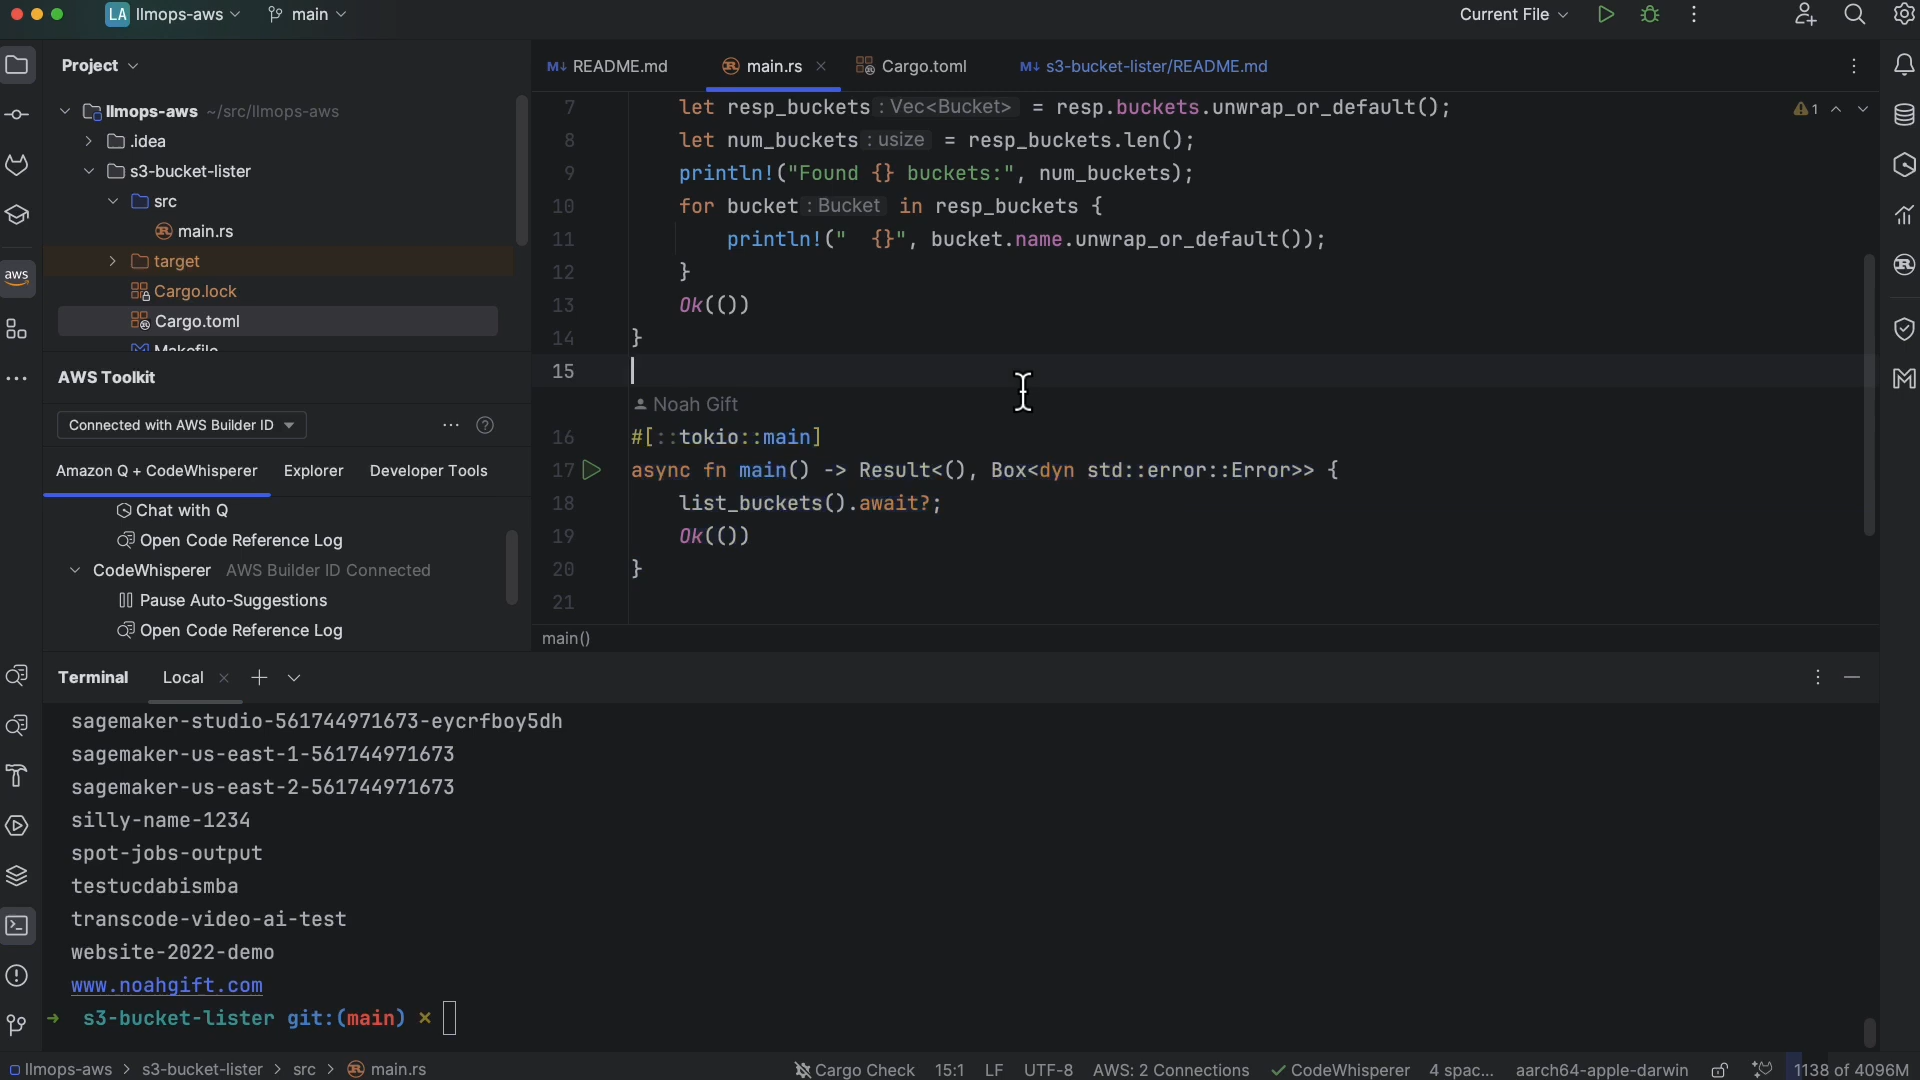 LA llmops-aws main Current File
Project
README.md main.rs Cargo.toml s3-bucket-lister/README.md
llmops-aws ~/src/llmops-aws
.idea
s3-bucket-lister
src
main.rs
target
Cargo.lock
Cargo.toml
Makefile
aws
7 let resp_buckets : Vec<Bucket> = resp.buckets.unwrap_or_default();
8 let num_buckets : usize = resp_buckets.len();
9 println!("Found {} buckets:", num_buckets);
10 for bucket : Bucket in resp_buckets {
11 println!("  {}", bucket.name.unwrap_or_default());
12 }
13 Ok(())
14 }
15
Noah Gift
16 #[::tokio::main]
17 async fn main() -> Result<(), Box<dyn std::error::Error>> {
18 list_buckets().await?;
19 Ok(())
20 }
21
1
main()
AWS Toolkit
Connected with AWS Builder ID
Amazon Q + CodeWhisperer Explorer Developer Tools
Chat with Q
Open Code Reference Log
CodeWhisperer AWS Builder ID Connected
Pause Auto-Suggestions
Open Code Reference Log
Terminal Local
sagemaker-studio-561744971673-eycrfboy5dh
sagemaker-us-east-1-561744971673
sagemaker-us-east-2-561744971673
silly-name-1234
spot-jobs-output
testucdabismba
transcode-video-ai-test
website-2022-demo
www.noahgift.com
➜ s3-bucket-lister git:(main) ✗
llmops-aws > s3-bucket-lister > src > main.rs Cargo Check 15:1 LF UTF-8 AWS: 2 Connections CodeWhisperer 4 spac... aarch64-apple-darwin 1138 of 4096M